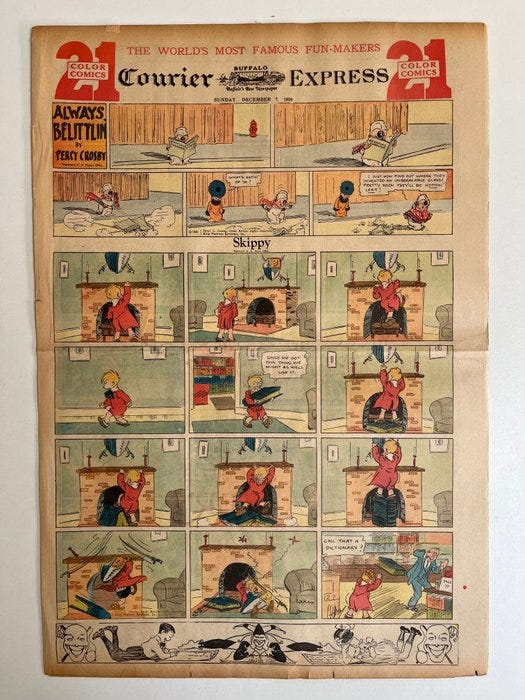 21
COLOR
COMICS
THE WORLD'S MOST FAMOUS FUN-MAKERS
21
COLOR
COMICS
Courier BUFFALO EXPRESS
Buffalo's Best Newspaper
SUNDAY, DECEMBER 7, 1930
ALWAYS
BELITTLIN
BY
PERCY CROSBY
WHAT'S EATIN'
OF YA?
I JUST NOW FIND OUT WHERE THEY
INVENTED AN UNBREAKABLE GLASS!
PRETTY SOON THEY'LL BE NOTHIN'
LEFT!
Skippy
SINCE WE GOT
THIS THING WE
MIGHT AS WELL
USE IT.
CALL THAT A
DICTIONARY?